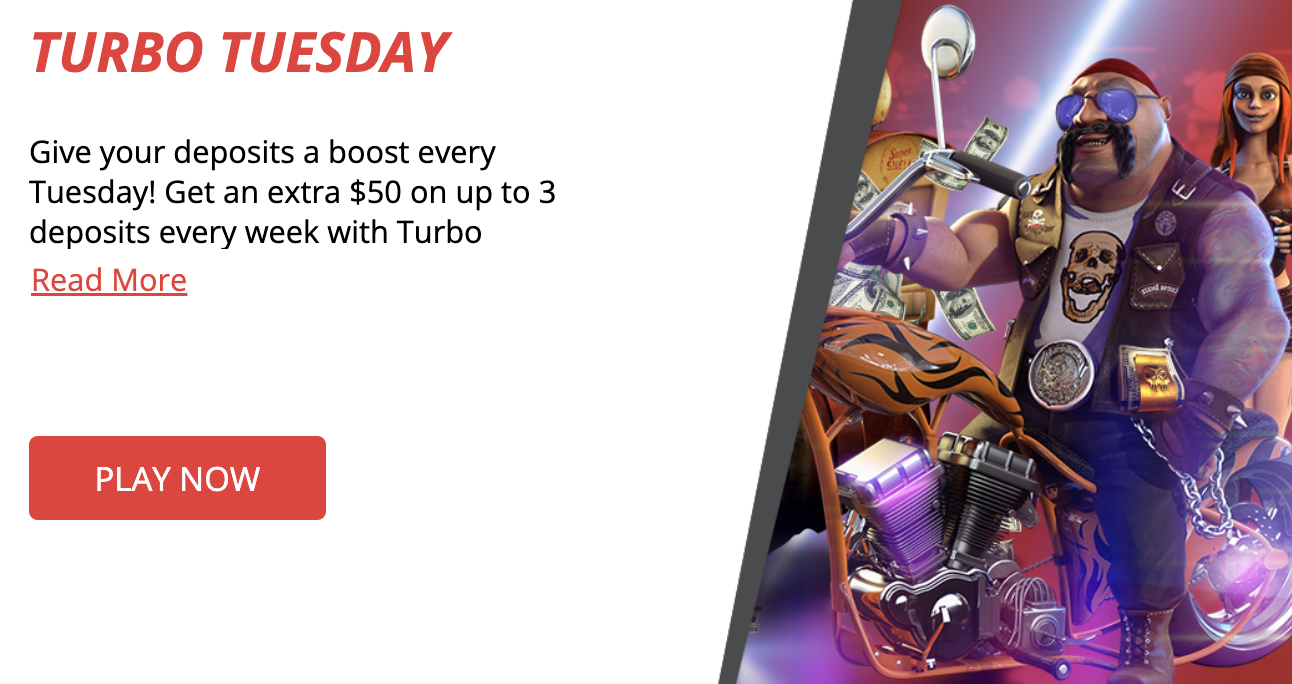 TURBO TUESDAY
Give your deposits a boost every
Tuesday! Get an extra $50 on up to 3
deposits every week with Turbo
Read More
PLAY NOW
Super